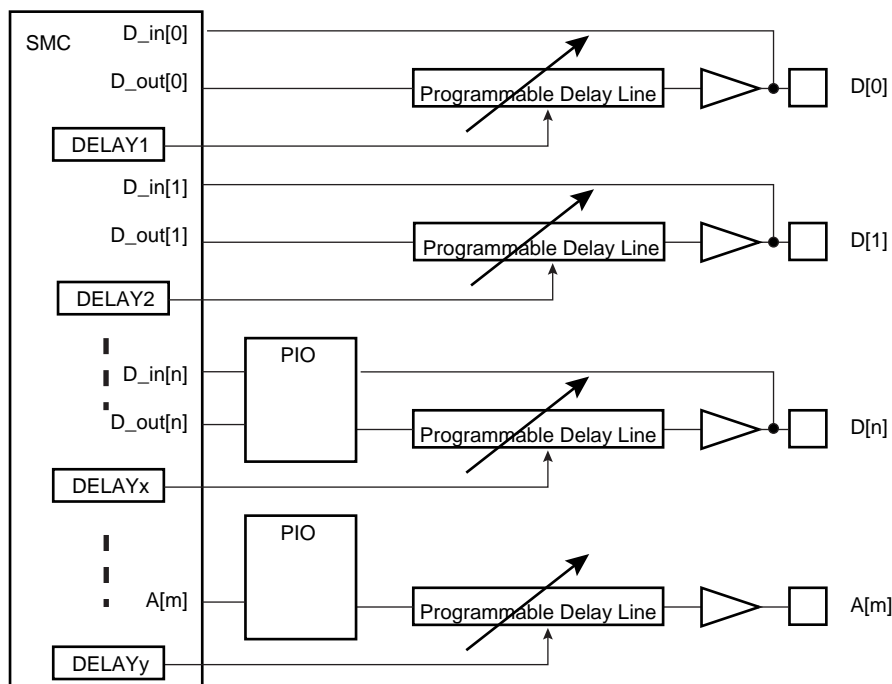 SMC
D_in[0]
D_out[0]
Programmable Delay Line
D[0]
DELAY1
D_in[1]
D_out[1]
Programmable Delay Line
D[1]
DELAY2
PIO
D_in[n]
D_out[n]
Programmable Delay Line
D[n]
DELAYx
PIO
A[m]
Programmable Delay Line
A[m]
DELAYy